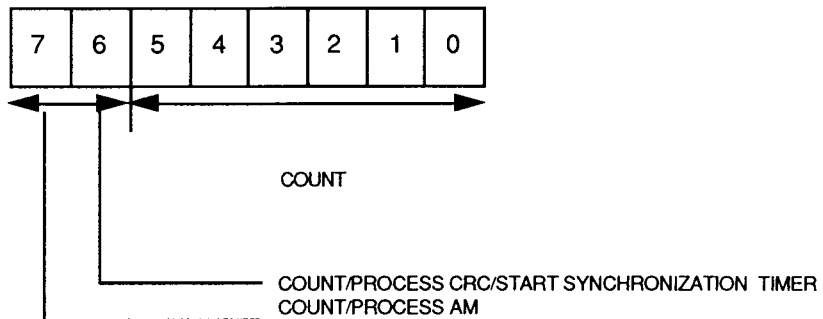 7 6 5 4 3 2 1 0
COUNT
COUNT/PROCESS CRC/START SYNCHRONIZATION TIMER
COUNT/PROCESS AM